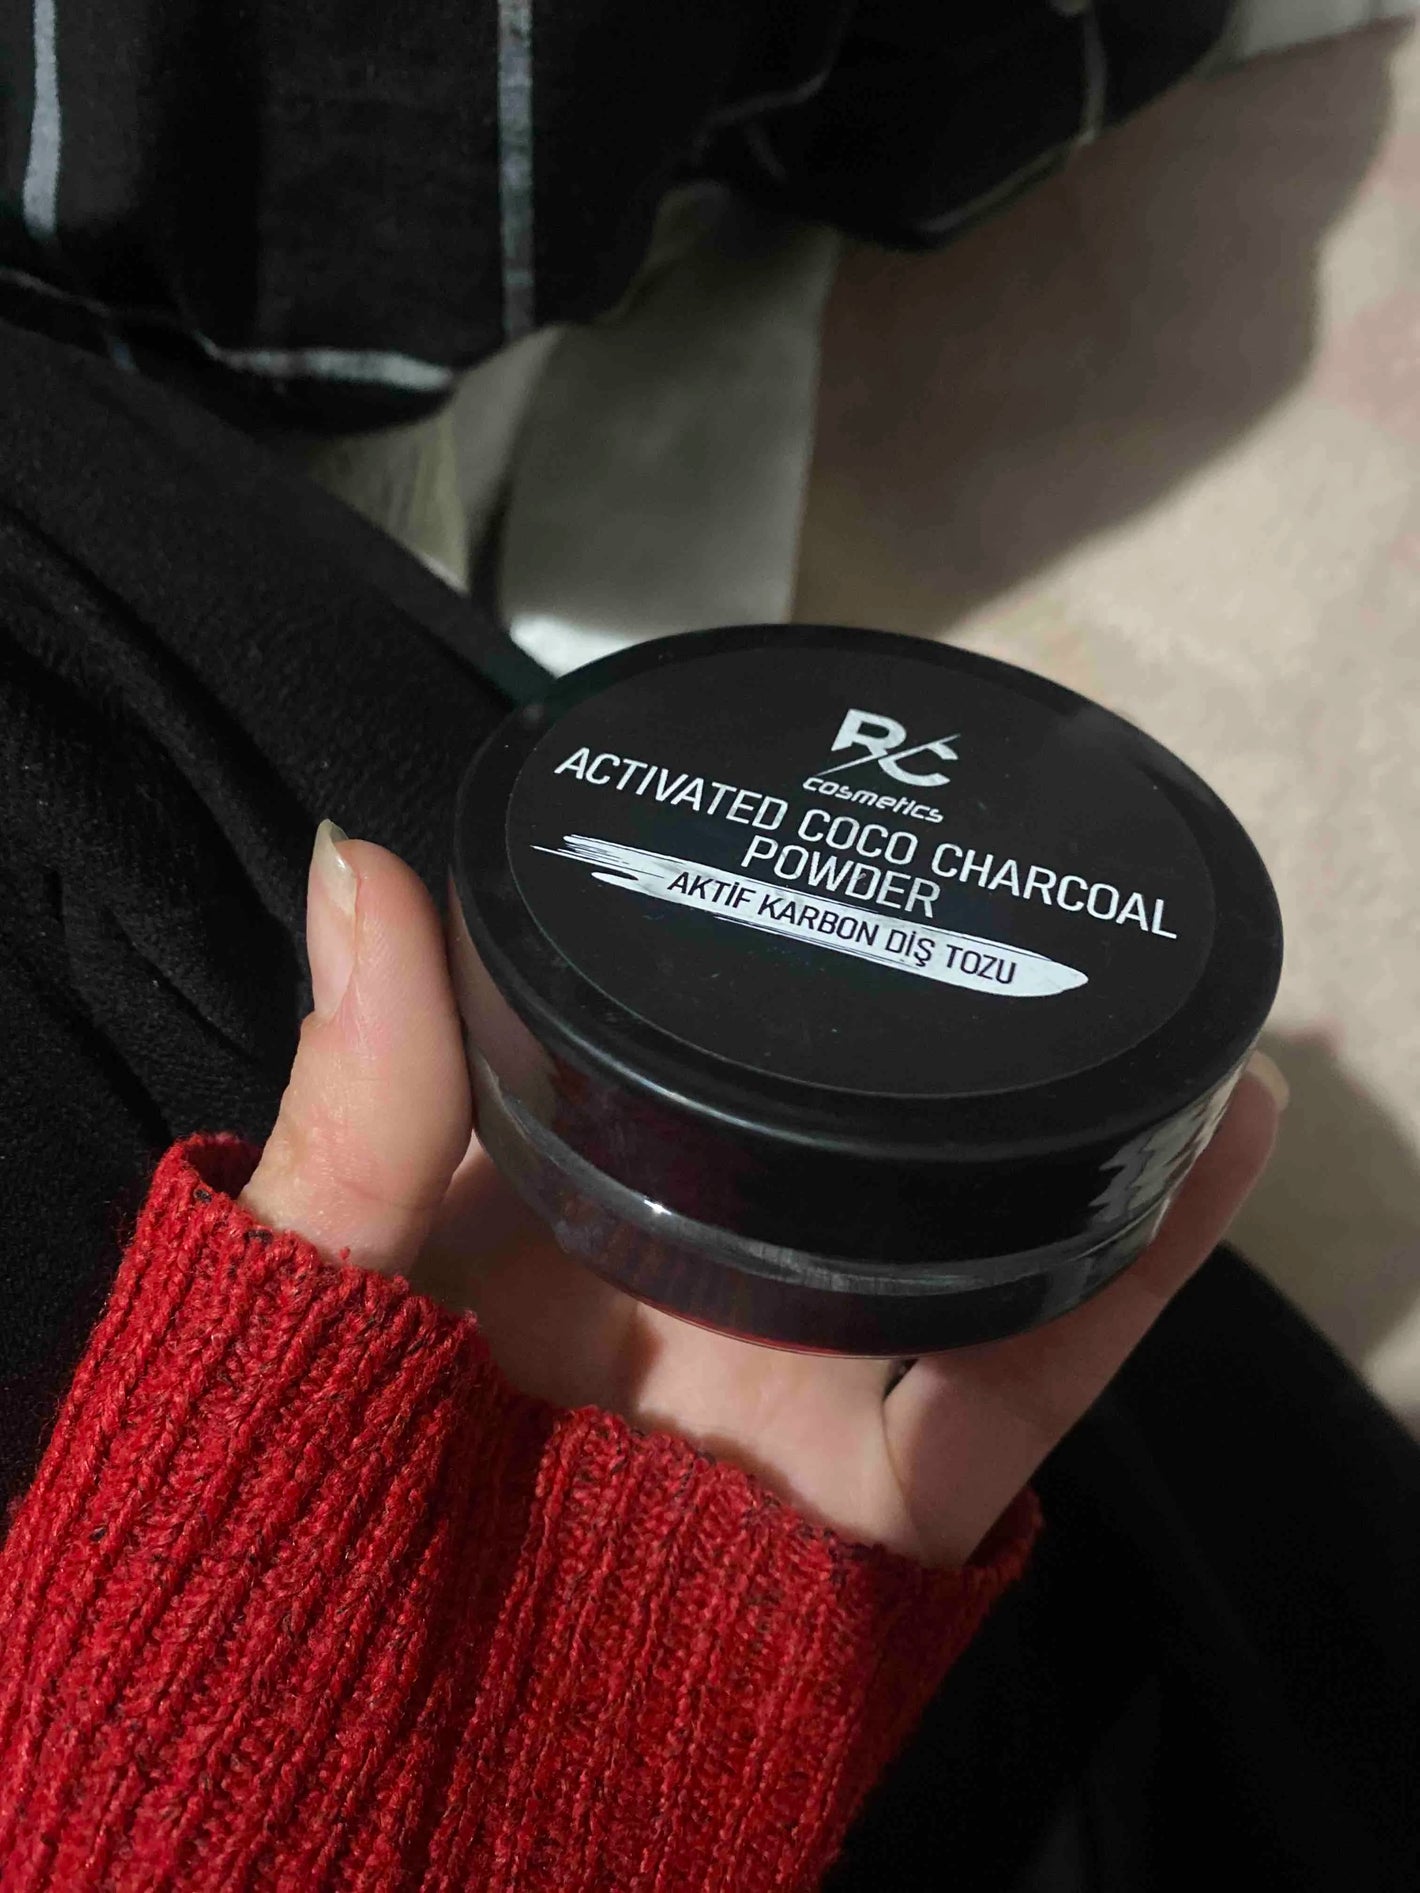 RC
cosmetics
ACTIVATED COCO CHARCOAL
POWDER
AKTİF KARBON DİŞ TOZU